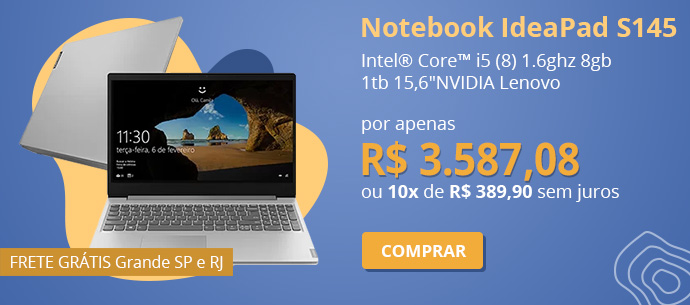 Notebook IdeaPad S145
Intel® Core™ i5 (8) 1.6ghz 8gb
1tb 15,6"NVIDIA Lenovo
por apenas
R$ 3.587,08
ou 10x de R$ 389,90 sem juros
COMPRAR
Olá, Camila
11:30
terça-feira, 6 de fevereiro
FRETE GRÁTIS Grande SP e RJ